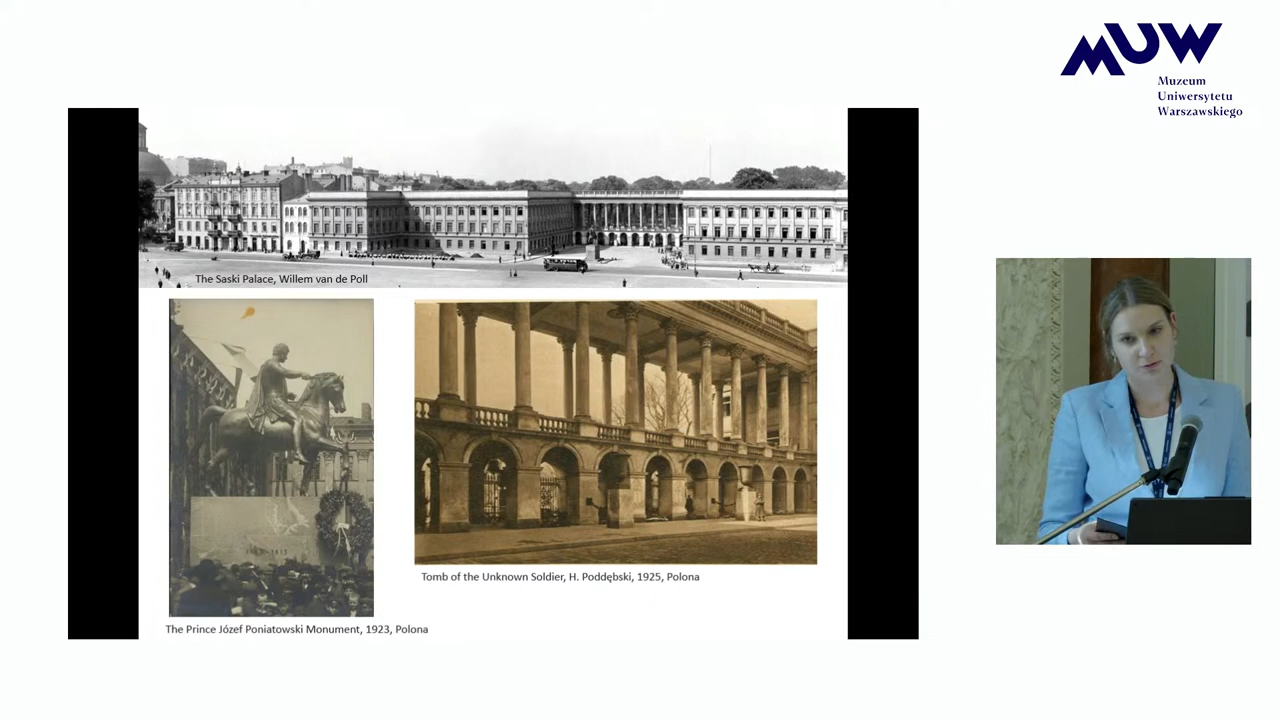 MUW
Muzeum
Uniwersytetu
Warszawskiego
The Saski Palace, Willem van de Poll
Tomb of the Unknown Soldier, H. Poddębski, 1925, Polona
The Prince Józef Poniatowski Monument, 1923, Polona